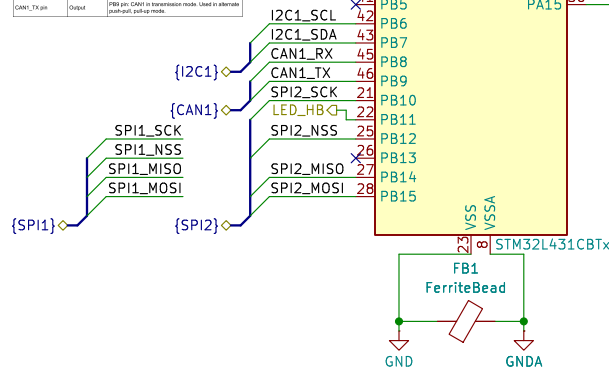 PB9 pin: CAN1 in transmission mode. Used in alternate
CAN1_TX pin Output push-pull, pull-up mode.
PB5 PA15
I2C1_SCL 42 PB6
I2C1_SDA 43 PB7
CAN1_RX 45 PB8
{I2C1} CAN1_TX 46 PB9
SPI2_SCK 21 PB10
{CAN1} LED_HB 22 PB11
SPI1_SCK SPI2_NSS 25 PB12
SPI1_NSS 26 PB13
SPI1_MISO SPI2_MISO 27 PB14
SPI1_MOSI SPI2_MOSI 28 PB15
{SPI1} {SPI2}
VSS VSSA
23 8 STM32L431CBTx
FB1
FerriteBead
GND GNDA